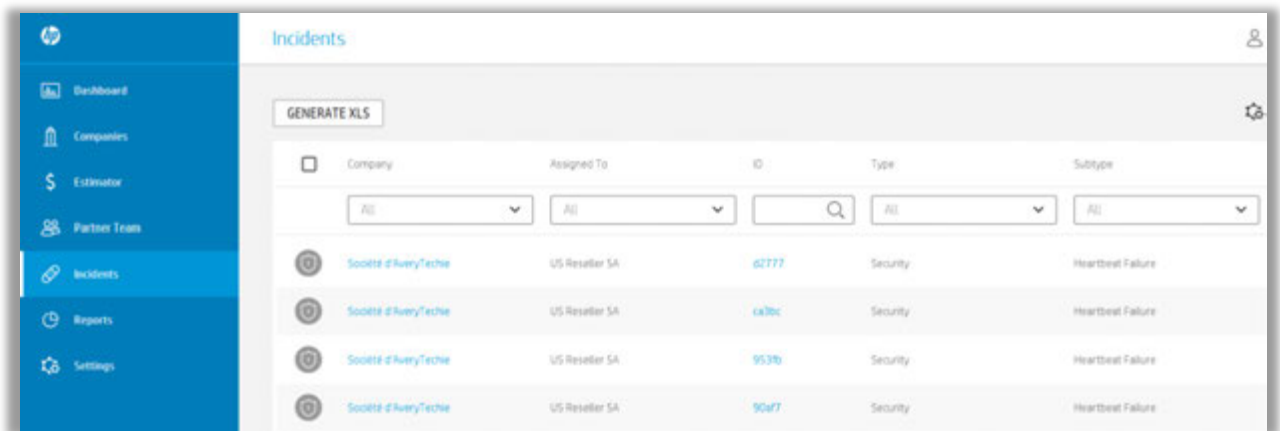 hp
Incidents
Dashboard
Companies
Estimator
Partner Team
Incidents
Reports
Settings
GENERATE XLS
Company Assigned To ID Type Subtype
All All All All
Société d'AveryTechie US Reseller SA d2777 Security Heartbeat Failure
Société d'AveryTechie US Reseller SA ca3bc Security Heartbeat Failure
Société d'AveryTechie US Reseller SA 953fb Security Heartbeat Failure
Société d'AveryTechie US Reseller SA 90af7 Security Heartbeat Failure